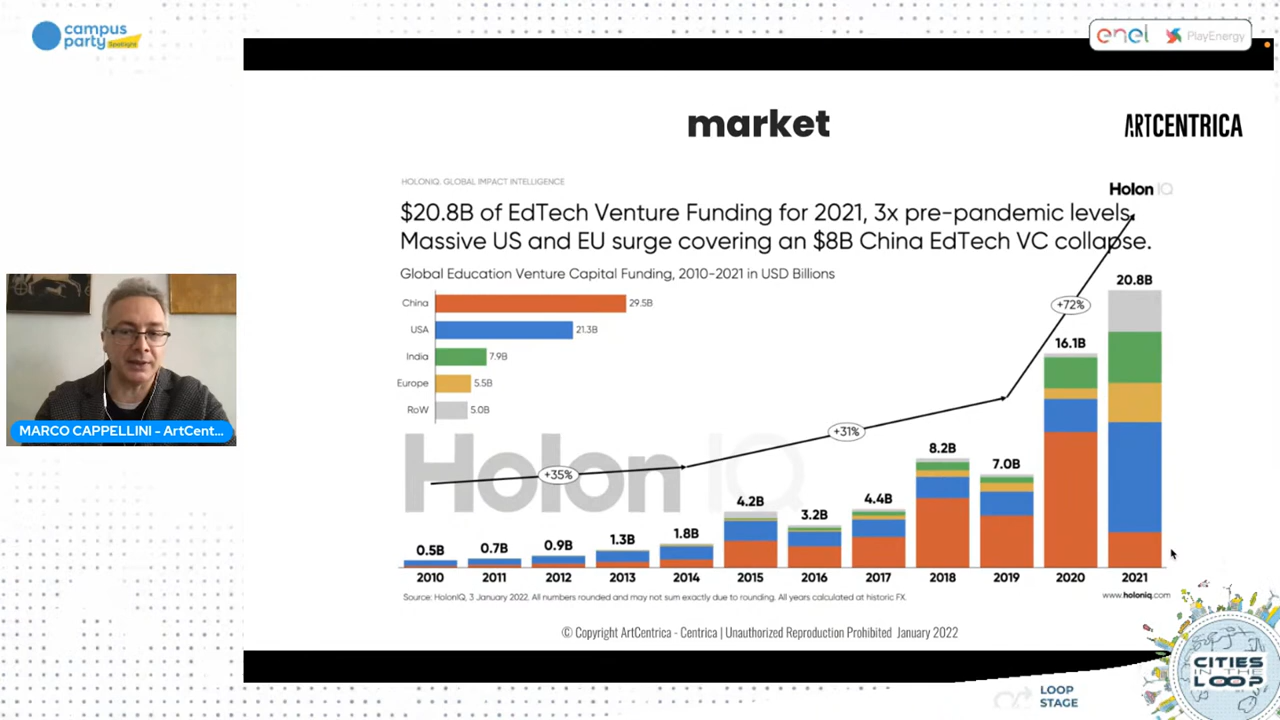 campus
party
Spotlight
enel
PlayEnergy
market
ARTCENTRICA
HOLONIQ. GLOBAL IMPACT INTELLIGENCE
Holon IQ
$20.8B of EdTech Venture Funding for 2021, 3x pre-pandemic levels.
Massive US and EU surge covering an $8B China EdTech VC collapse.
Global Education Venture Capital Funding, 2010-2021 in USD Billions
China 29.5B
USA 21.3B
India 7.9B
Europe 5.5B
RoW 5.0B
Holon IQ
+35%
+31%
+72%
0.5B 0.7B 0.9B 1.3B 1.8B 4.2B 3.2B 4.4B 8.2B 7.0B 16.1B 20.8B
2010 2011 2012 2013 2014 2015 2016 2017 2018 2019 2020 2021
Source: HolonIQ, 3 January 2022. All numbers rounded and may not sum exactly due to rounding. All years calculated at historic FX.
www.holoniq.com
© Copyright ArtCentrica - Centrica | Unauthorized Reproduction Prohibited January 2022
MARCO CAPPELLINI - ArtCent...
CITIES
IN THE
LOOP
LOOP
STAGE